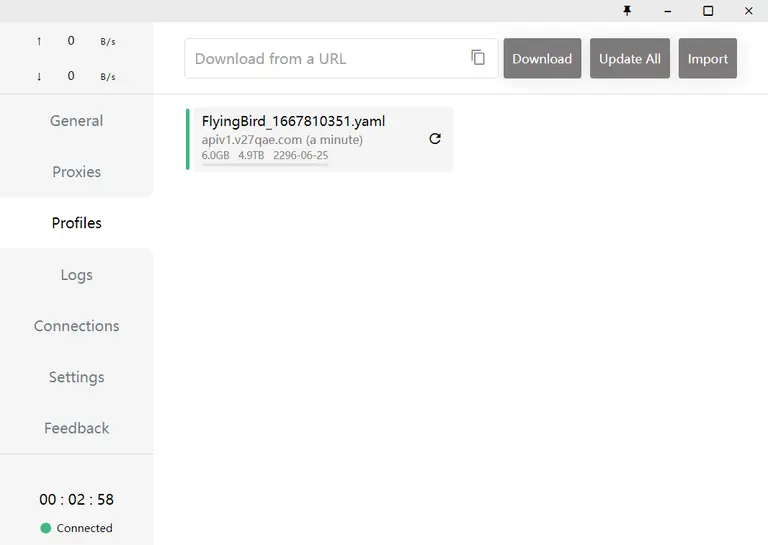 ↑ 0 B/s
↓ 0 B/s
General
Proxies
Profiles
Logs
Connections
Settings
Feedback
00 : 02 : 58
Connected
Download from a URL
Download
Update All
Import
FlyingBird_1667810351.yaml
apiv1.v27qae.com (a minute)
6.0GB 4.9TB 2296-06-25